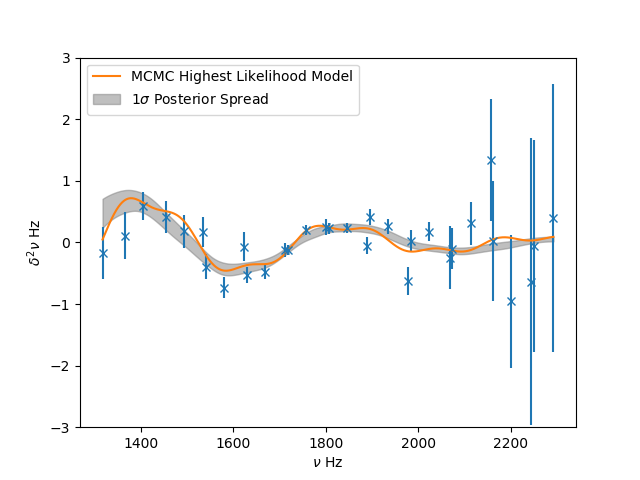 3
MCMC Highest Likelihood Model
1σ Posterior Spread
2
1
0
−1
−2
−3
δ²ν Hz
1400 1600 1800 2000 2200
ν Hz